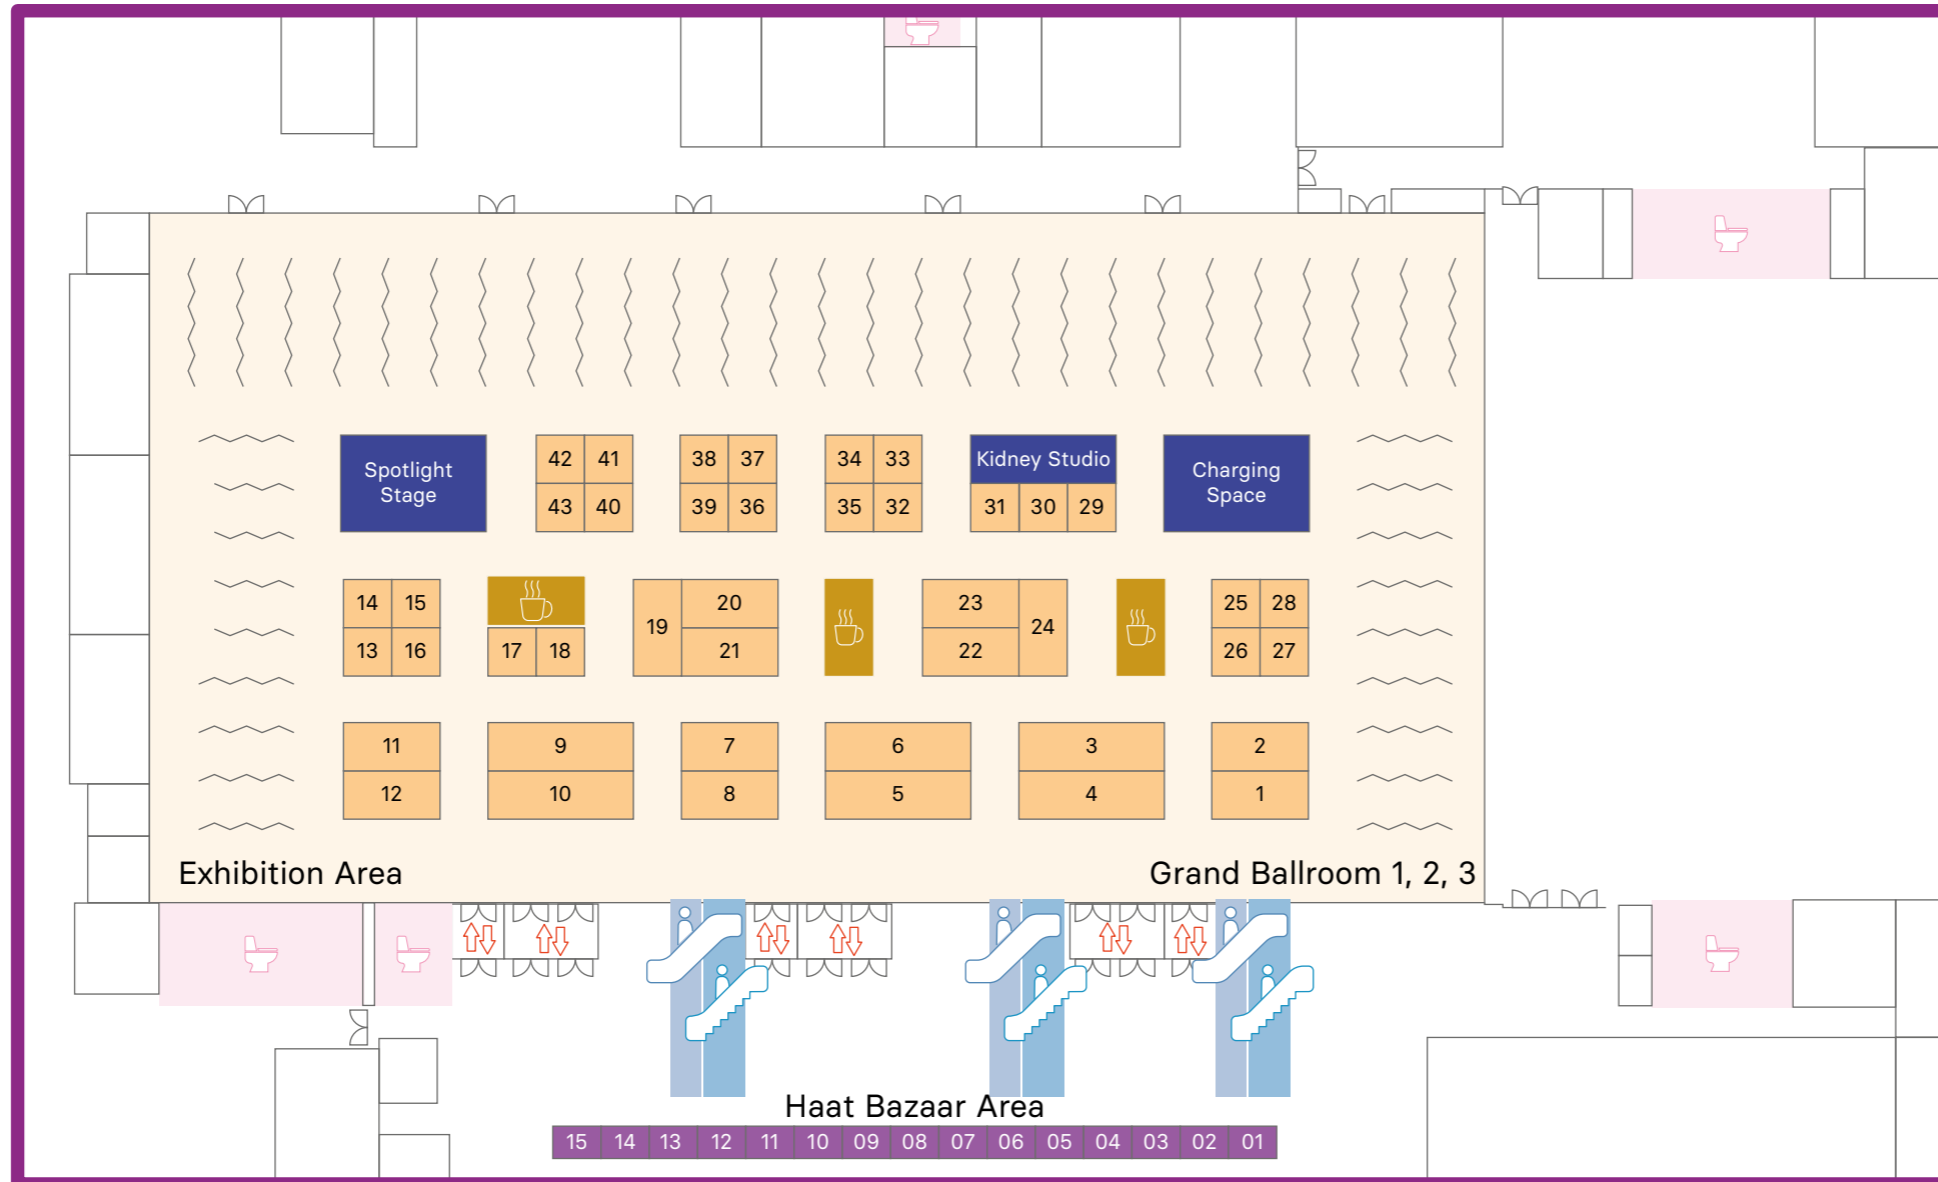 Spotlight
Stage
42 41
43 40
38 37
39 36
34 33
35 32
Kidney Studio
31 30 29
Charging
Space
14 15
13 16
17 18
19
20
21
23
22
24
25 28
26 27
11
12
9
10
7
8
6
5
3
4
2
1
Exhibition Area
Grand Ballroom 1, 2, 3
Haat Bazaar Area
15 14 13 12 11 10 09 08 07 06 05 04 03 02 01